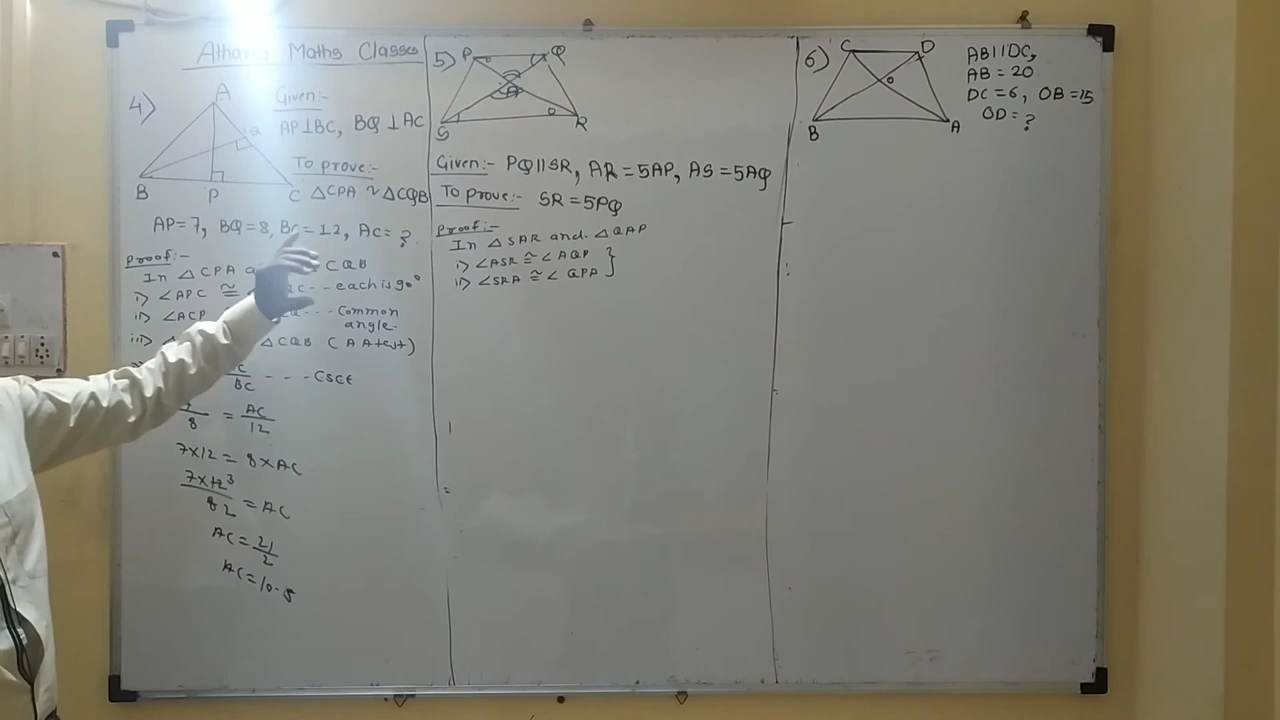 Atharva Maths Classes
4)
A
B
P
C
Q
Given:-
AP⊥BC, BQ ⊥AC
To prove:-
△CPA ~ △CQB
AP=7, BQ=8, BC=12, AC= ?
Proof:-
In △CPA CQB
i) ∠APC ≅ - - each is 90°
ii) ∠ACP - - - Common
angle.
iii) △CQB (AA test)
BC - - - CSCT
8 = AC/12
7×12 = 8×AC
7×12 3
8 2 = AC
AC = 21/2
AC = 10.5
5)
P
Q
A
S
R
Given:- PQ||SR, AR=5AP, AS=5AQ
To prove:- SR=5PQ
Proof:-
In △SAR and △QAP
i) ∠ASR ≅ ∠AQP
ii) ∠SRA ≅ ∠QPA
6)
C
D
O
B
A
AB||DC,
AB=20
DC=6, OB=15
OD=?